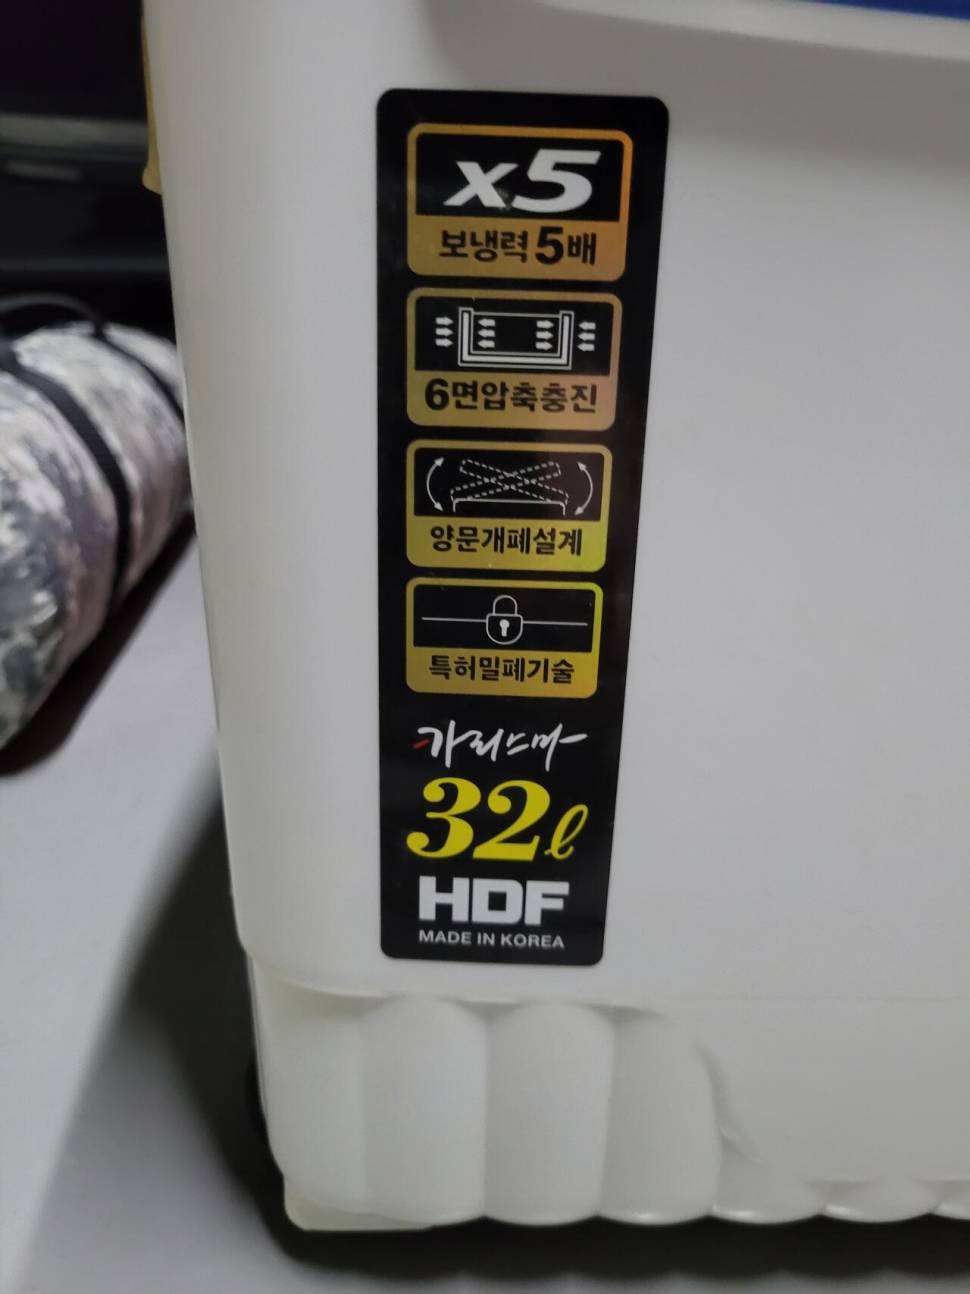 x5
보냉력 5배
6면압축충진
양문개폐설계
특허밀폐기술
카리스마
32ℓ
HDF
MADE IN KOREA